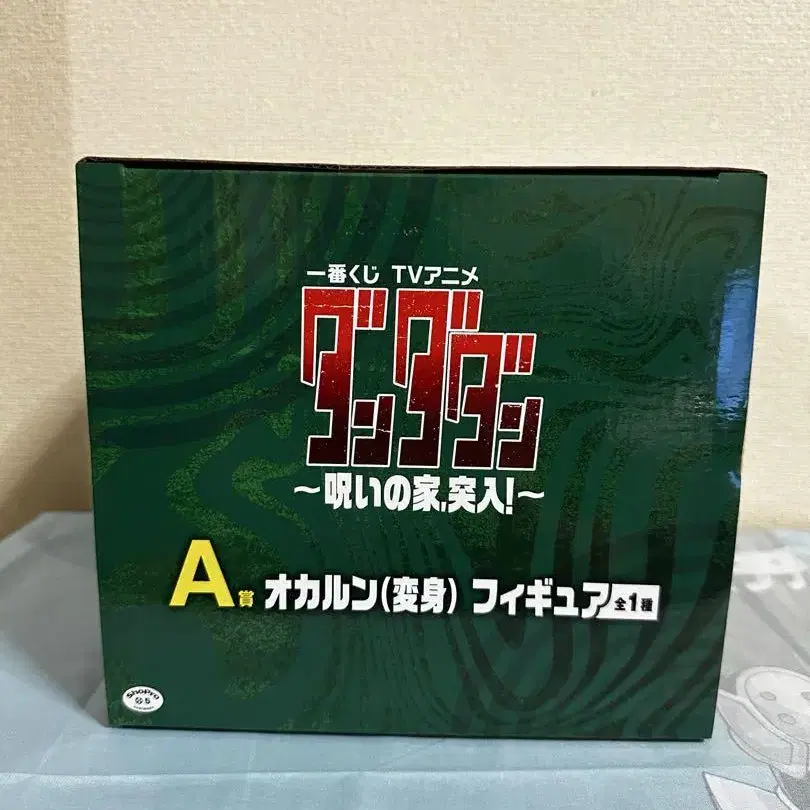 一番くじ TVアニメ
ダンダダン
～呪いの家、突入!～
A賞 オカルン(変身) フィギュア 全1種
ShoPro